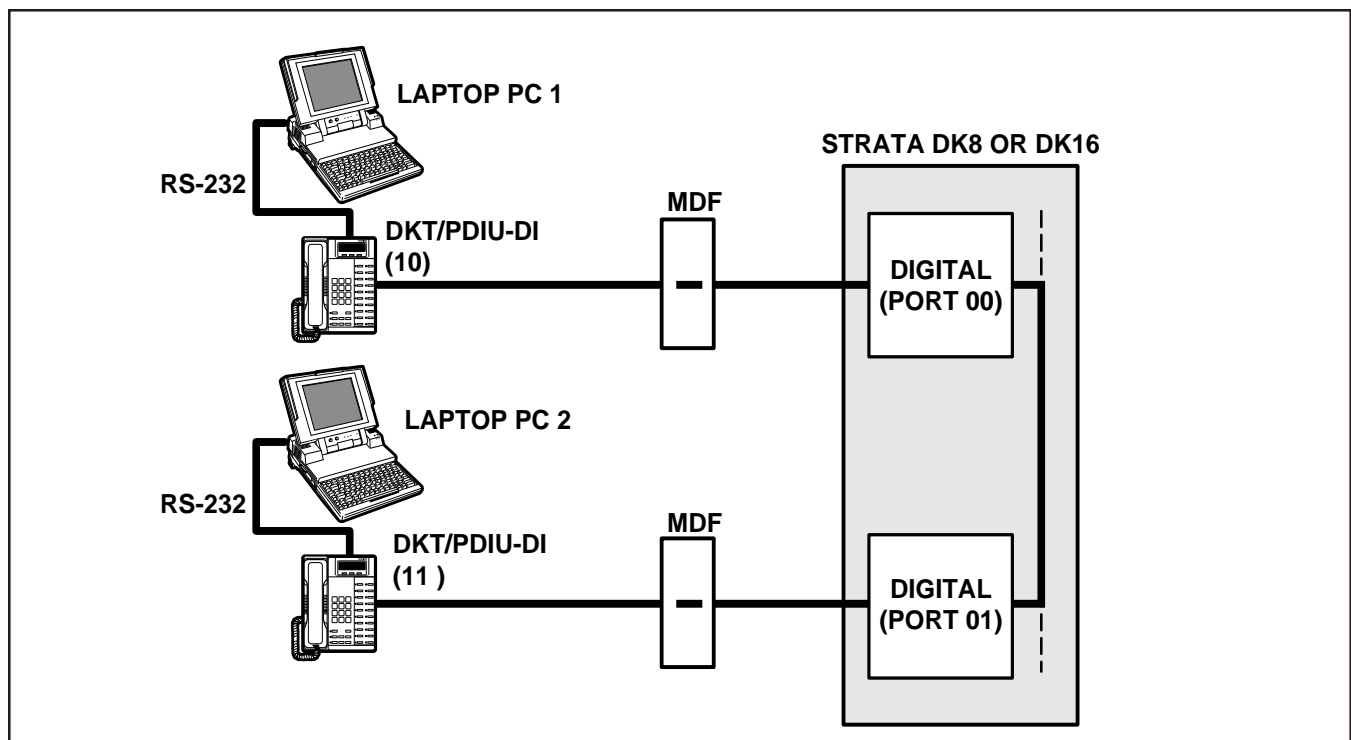 LAPTOP PC 1
STRATA DK8 OR DK16
RS-232
MDF
DKT/PDIU-DI
(10)
DIGITAL
(PORT 00)
LAPTOP PC 2
RS-232
MDF
DKT/PDIU-DI
(11 )
DIGITAL
(PORT 01)